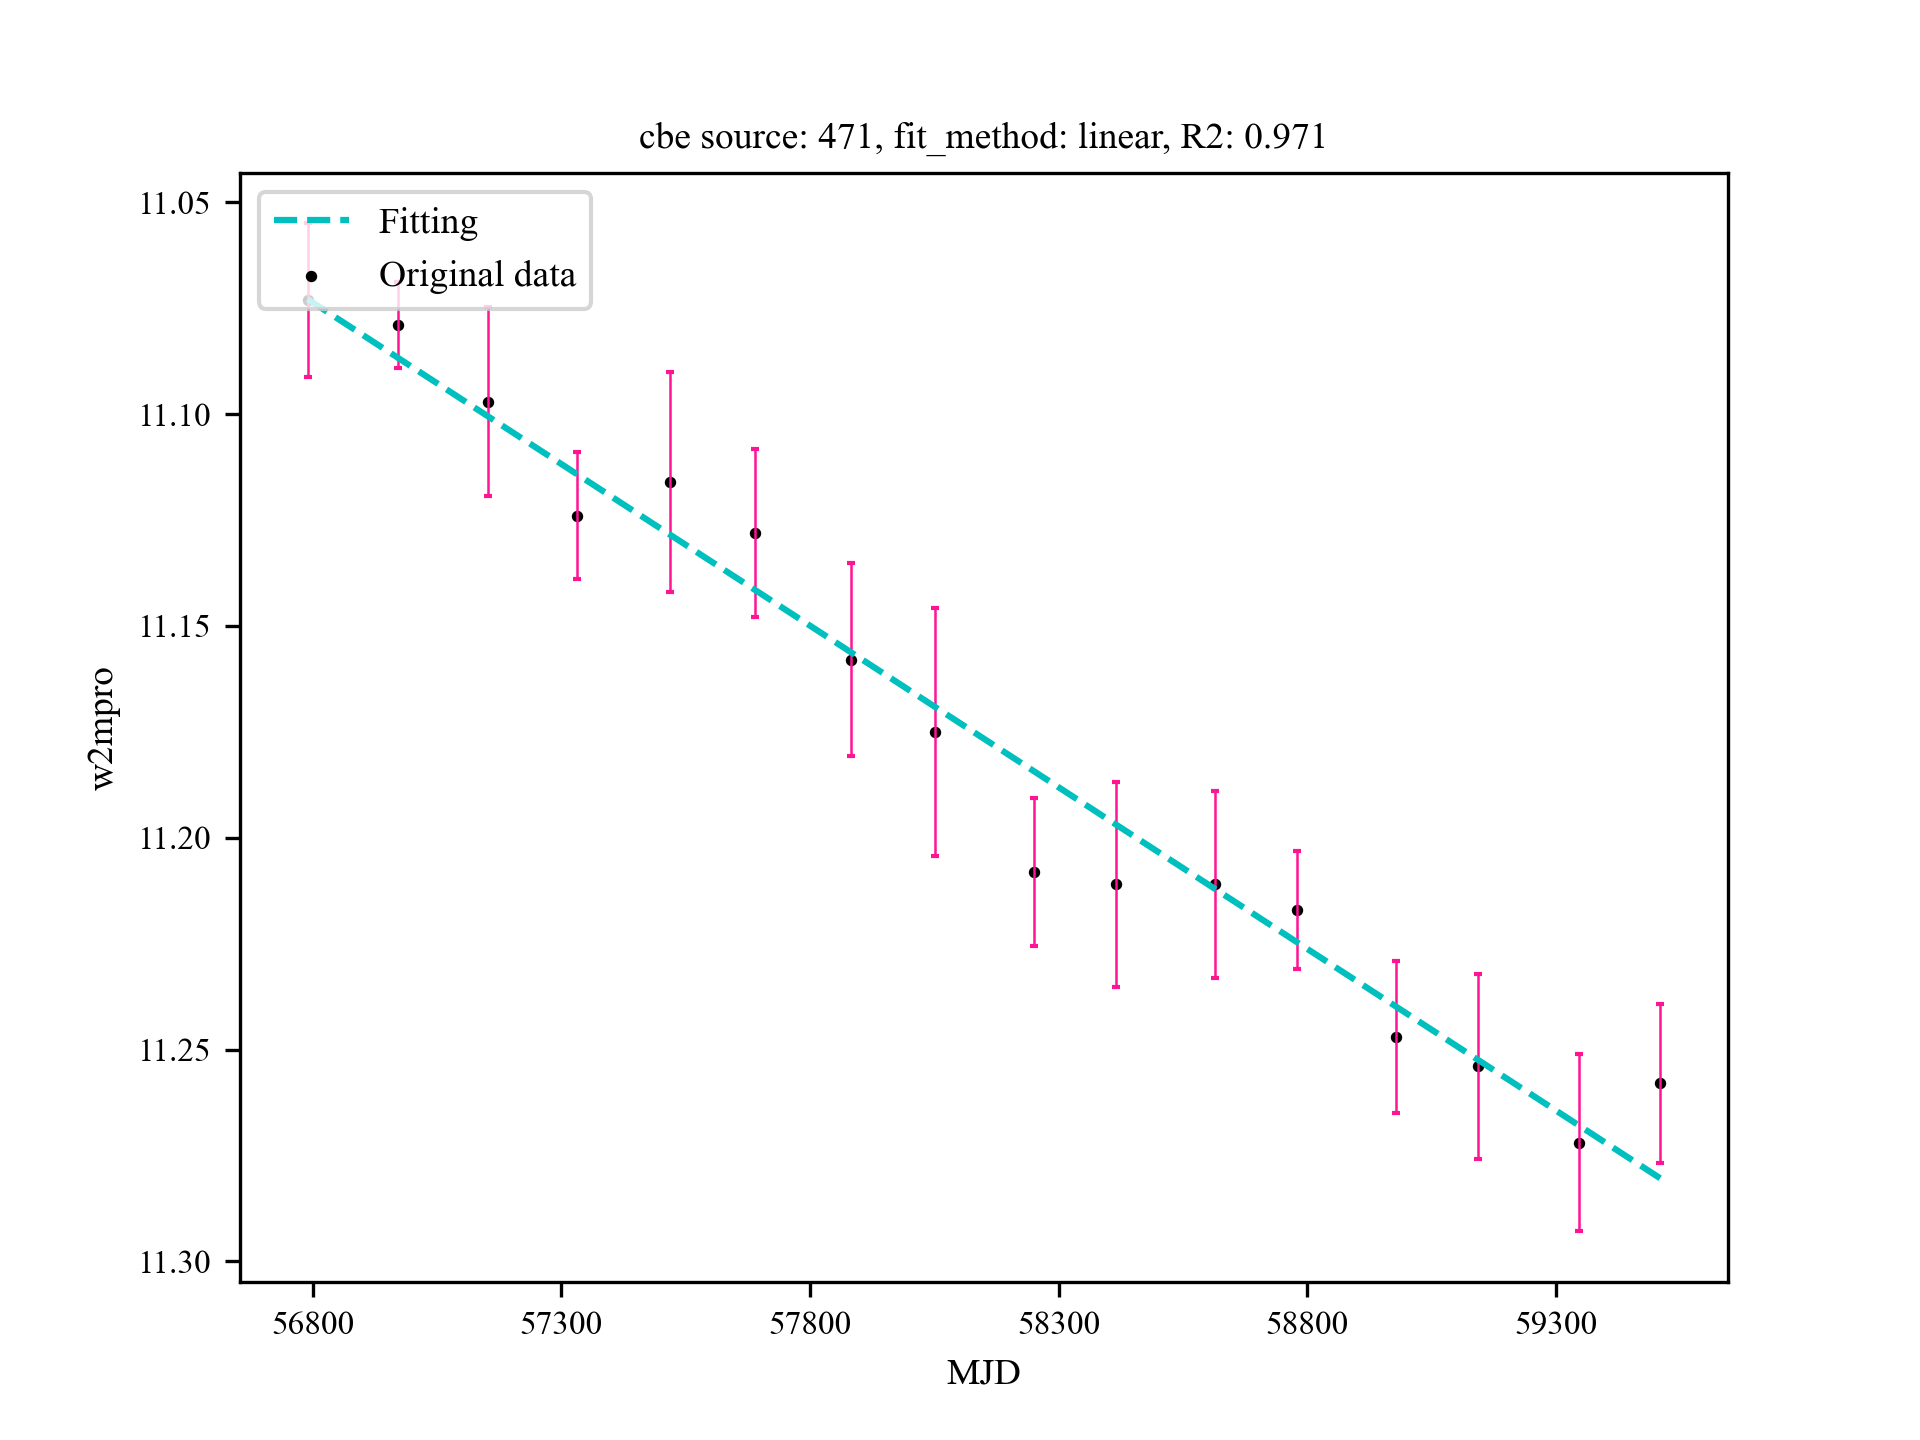 cbe source: 471, fit_method: linear, R2: 0.971
Fitting
Original data
11.05
11.10
11.15
11.20
11.25
11.30
w2mpro
56800 57300 57800 58300 58800 59300
MJD